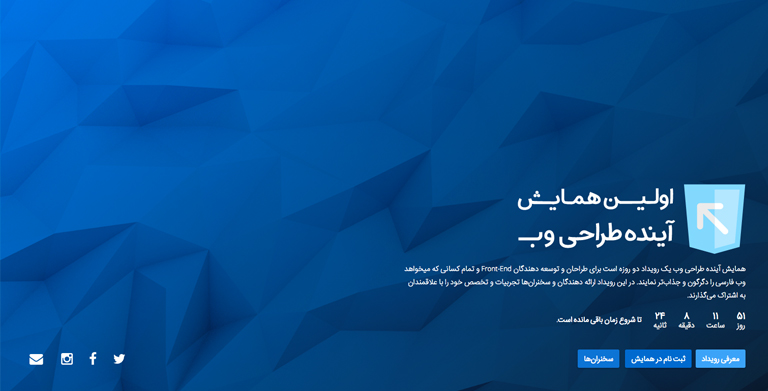 اولین همایش
آینده طراحی وب
همایش آینده طراحی وب یک رویداد دو روزه است برای طراحان و توسعه دهندگان Front-End و تمام کسانی که میخواهد
وب فارسی را دگرگون و جذاب‌تر نمایند. در این رویداد ارائه دهندگان و سخنران‌ها تجربیات و تخصص خود را با علاقمندان
به اشتراک می‌گذارند.
۵۱ ۱۱ ۸ ۲۴
روز ساعت دقیقه ثانیه
تا شروع زمان باقی مانده است.
معرفی رویداد
ثبت نام در همایش
سخنران‌ها